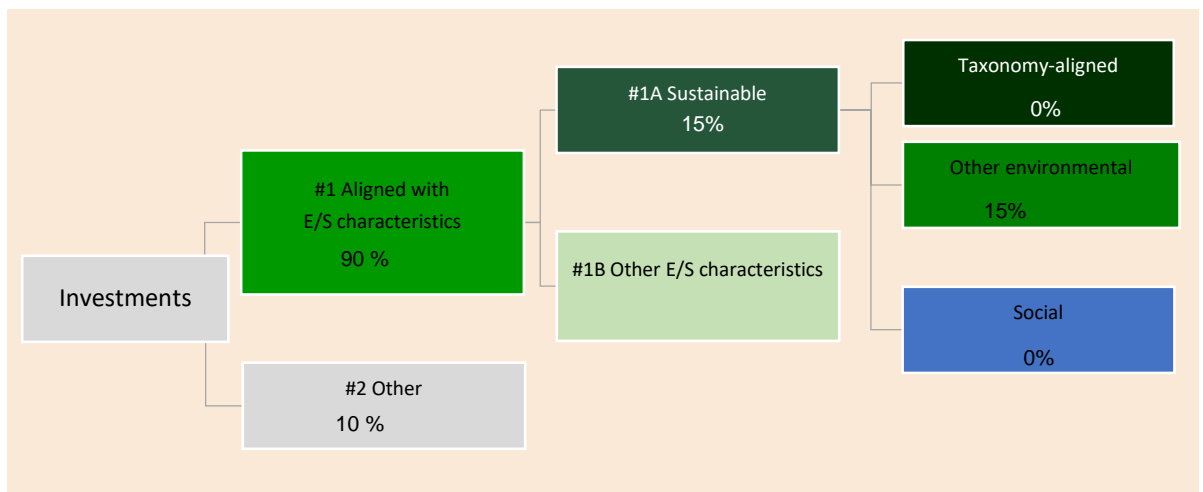 Investments
#1 Aligned with
E/S characteristics
90 %
#2 Other
10 %
#1A Sustainable
15%
#1B Other E/S characteristics
Taxonomy-aligned
0%
Other environmental
15%
Social
0%